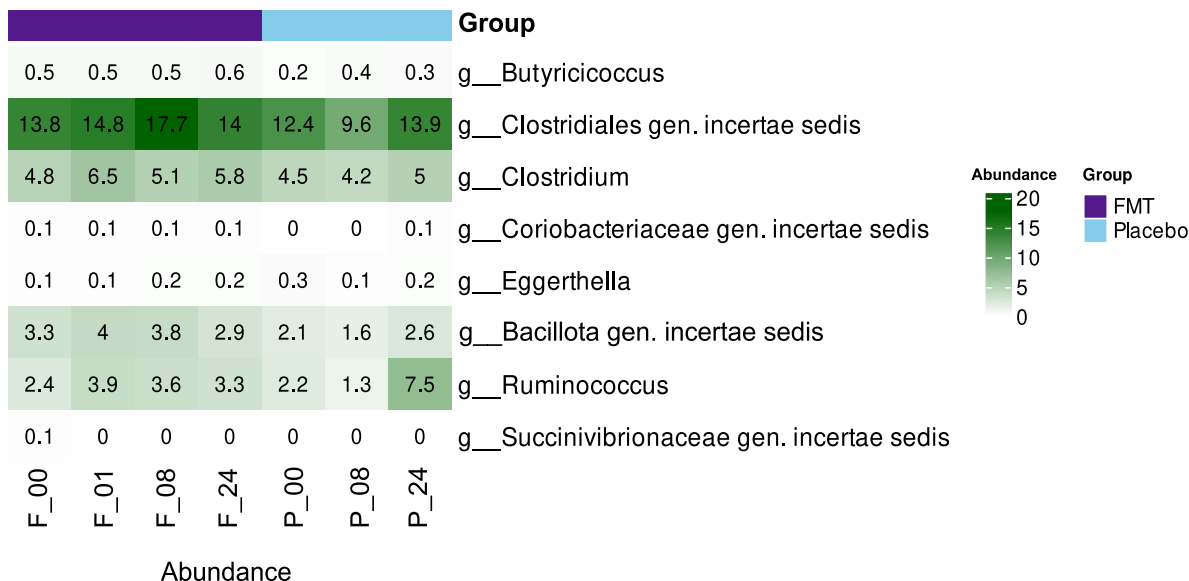 Group
0.5 0.5 0.5 0.6 0.2 0.4 0.3 g__Butyricicoccus
13.8 14.8 17.7 14 12.4 9.6 13.9 g__Clostridiales gen. incertae sedis
4.8 6.5 5.1 5.8 4.5 4.2 5 g__Clostridium
0.1 0.1 0.1 0.1 0 0 0.1 g__Coriobacteriaceae gen. incertae sedis
0.1 0.1 0.2 0.2 0.3 0.1 0.2 g__Eggerthella
3.3 4 3.8 2.9 2.1 1.6 2.6 g__Bacillota gen. incertae sedis
2.4 3.9 3.6 3.3 2.2 1.3 7.5 g__Ruminococcus
0.1 0 0 0 0 0 0 g__Succinivibrionaceae gen. incertae sedis
F_00 F_01 F_08 F_24 P_00 P_08 P_24
Abundance
Abundance
20
15
10
5
0
Group
FMT
Placebo